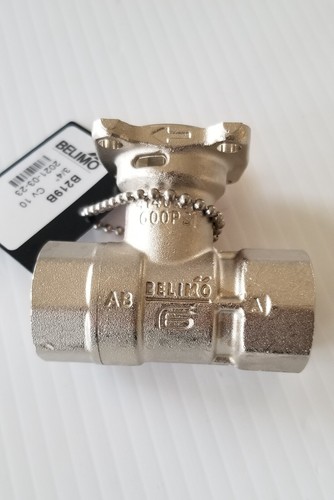 BELIMO
B219B
3/4" Cv 10
2021-03-23
600PSI
BELIMO
AB
A